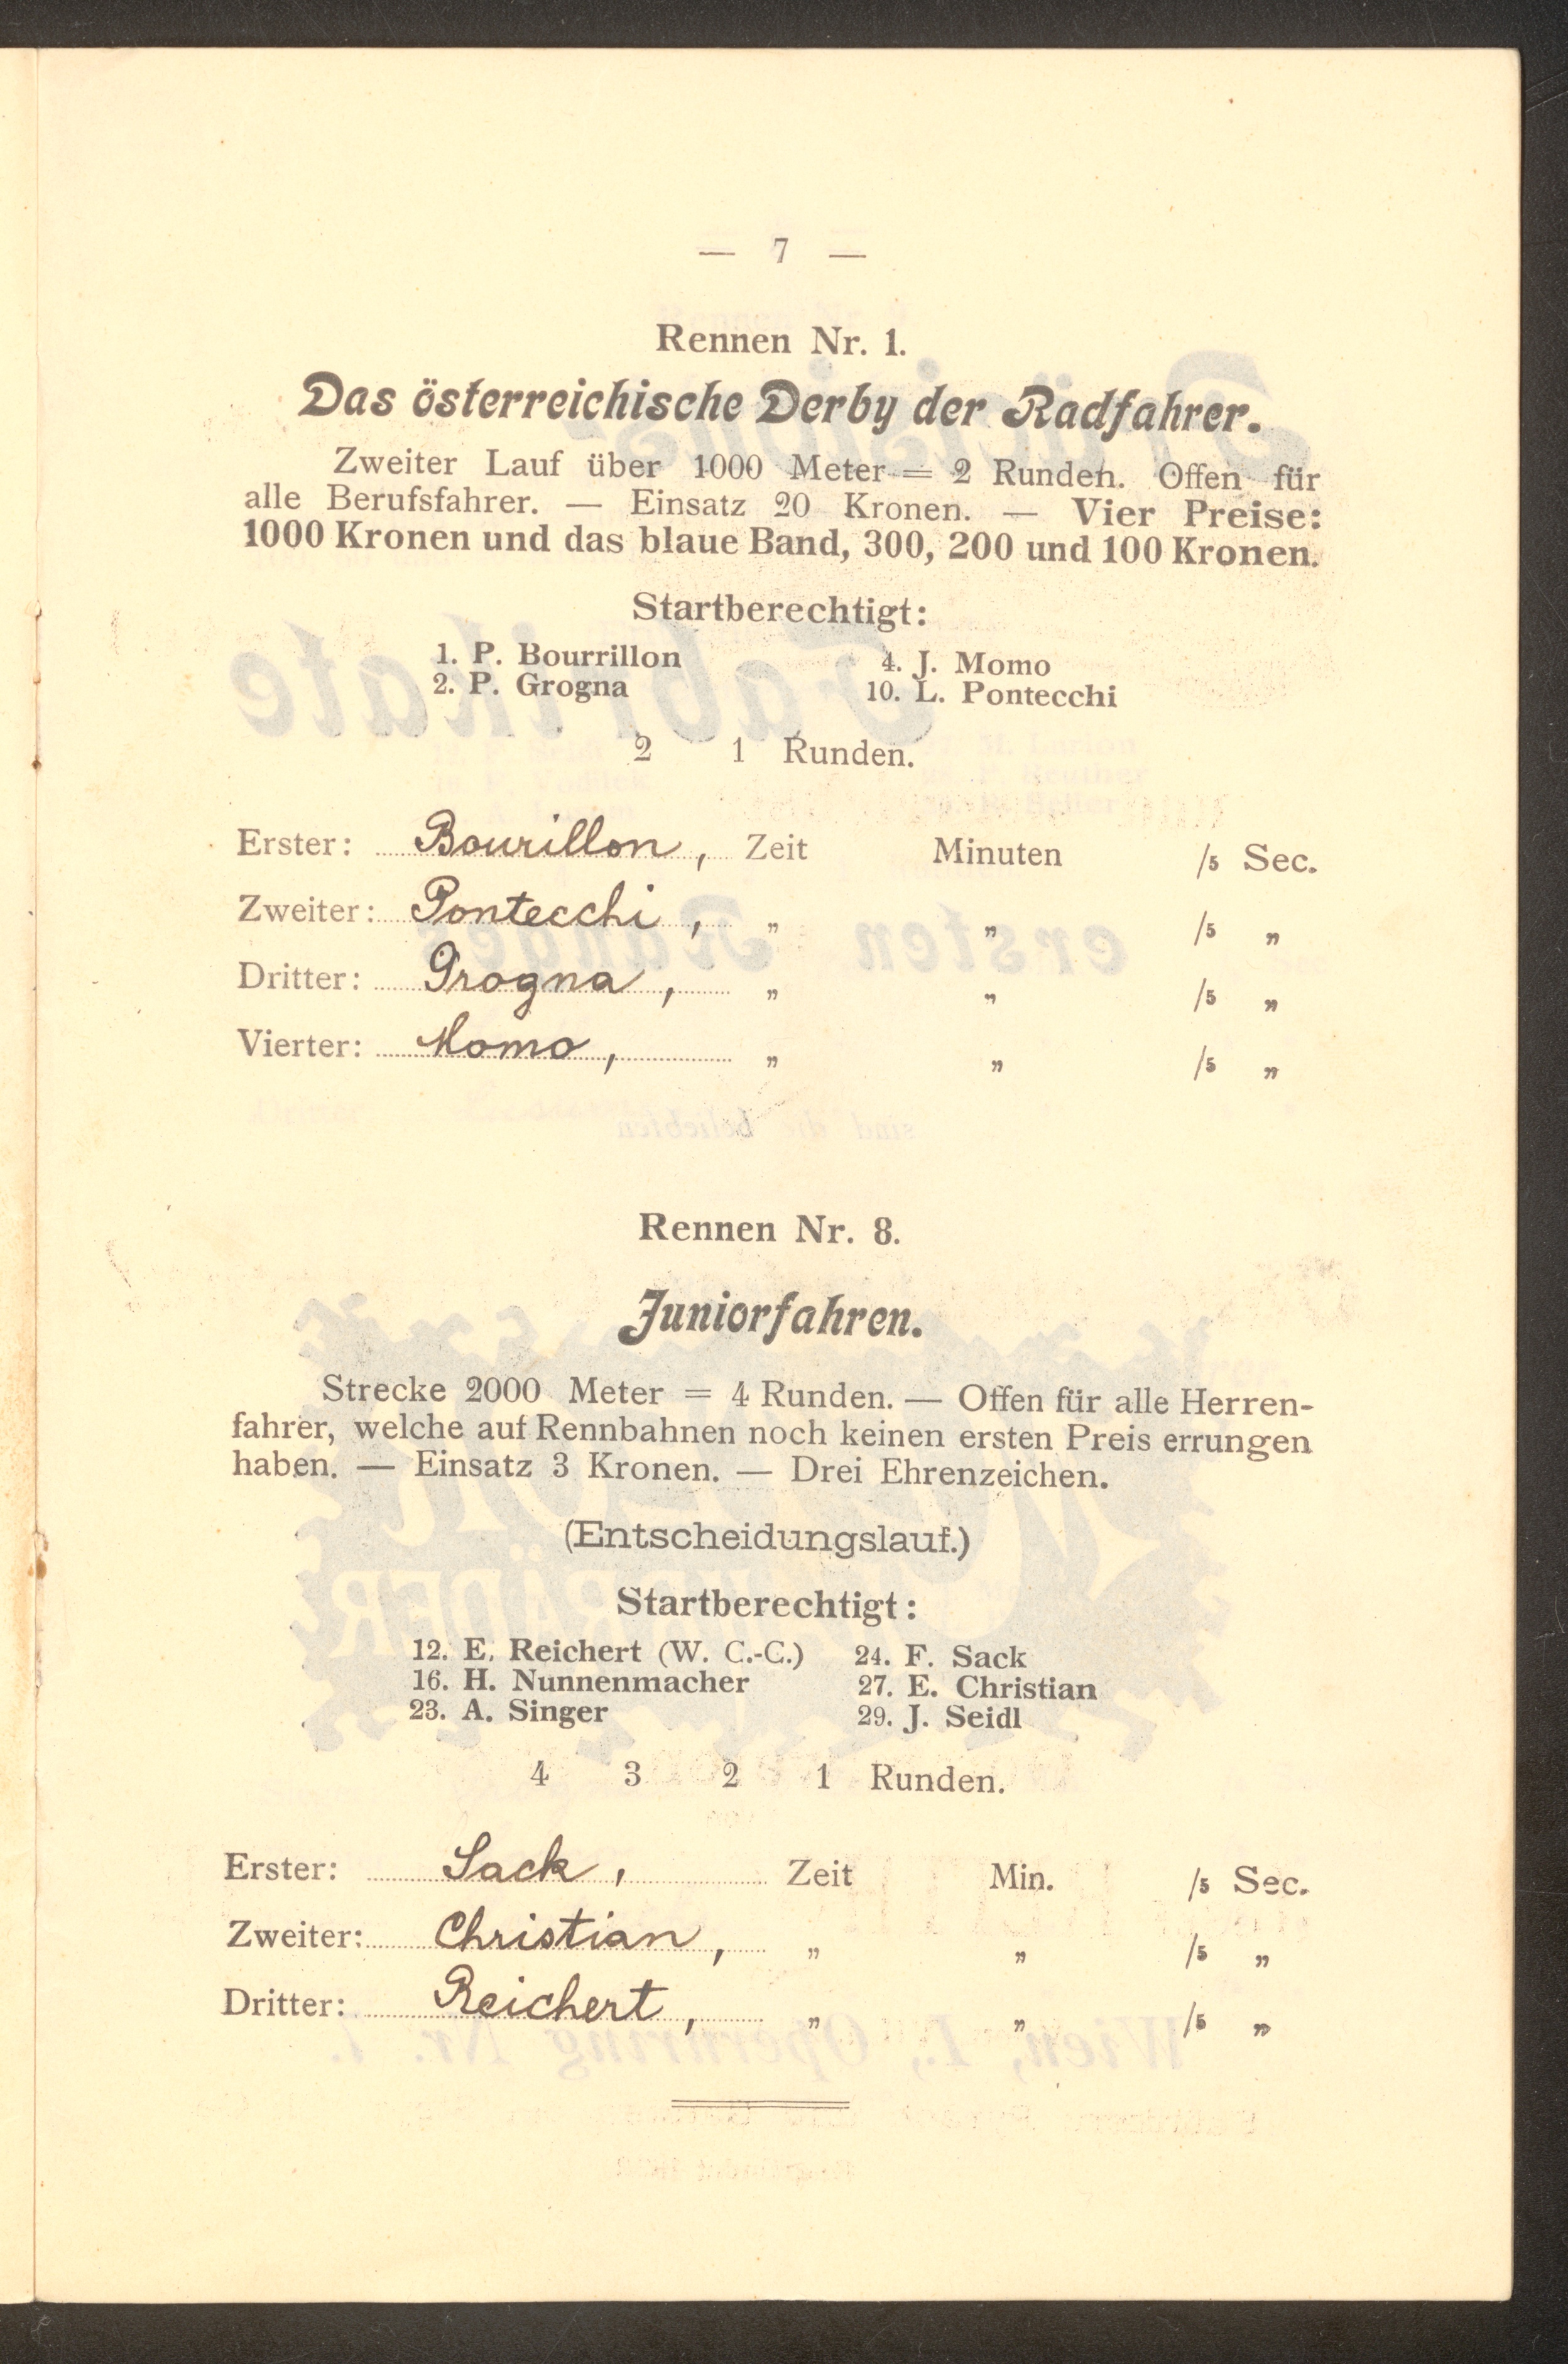 — 7 —
Rennen Nr. 1.
Das österreichische Derby der Radfahrer.
Zweiter Lauf über 1000 Meter = 2 Runden. Offen für
alle Berufsfahrer. — Einsatz 20 Kronen. — Vier Preise:
1000 Kronen und das blaue Band, 300, 200 und 100 Kronen.
Startberechtigt:
1. P. Bourrillon 4. J. Momo
2. P. Grogna 10. L. Pontecchi
2 1 Runden.
Erster: Bourillon, Zeit Minuten /5 Sec.
Zweiter: Pontecchi, „ „ /5 „
Dritter: Grogna, „ „ /5 „
Vierter: Momo, „ „ /5 „
Rennen Nr. 8.
Juniorfahren.
Strecke 2000 Meter = 4 Runden. — Offen für alle Herren-
fahrer, welche auf Rennbahnen noch keinen ersten Preis errungen
haben. — Einsatz 3 Kronen. — Drei Ehrenzeichen.
(Entscheidungslauf.)
Startberechtigt:
12. E. Reichert (W. C.-C.) 24. F. Sack
16. H. Nunnenmacher 27. E. Christian
23. A. Singer 29. J. Seidl
4 3 2 1 Runden.
Erster: Sack, Zeit Min. /5 Sec.
Zweiter: Christian, „ „ /5 „
Dritter: Reichert, „ „ /5 „